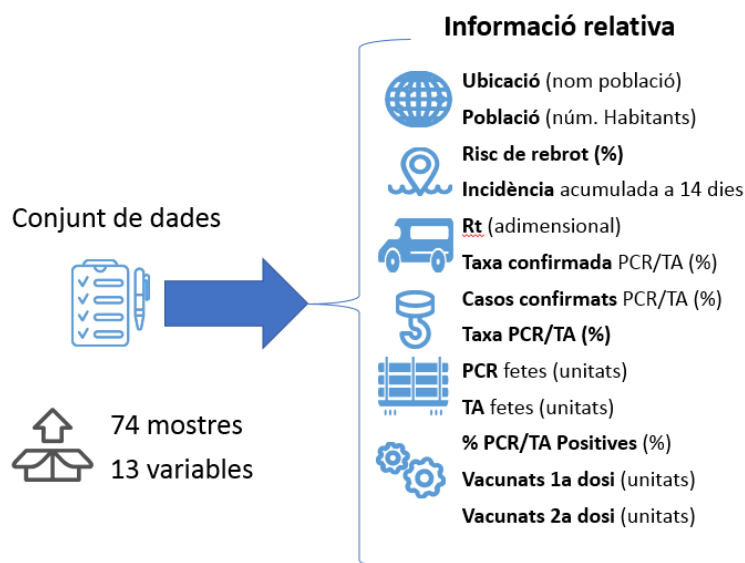 Informació relativa
Ubicació (nom població)
Població (núm. Habitants)
Risc de rebrot (%)
Incidència acumulada a 14 dies
Rt (adimensional)
Taxa confirmada PCR/TA (%)
Casos confirmats PCR/TA (%)
Taxa PCR/TA (%)
PCR fetes (unitats)
TA fetes (unitats)
% PCR/TA Positives (%)
Vacunats 1a dosi (unitats)
Vacunats 2a dosi (unitats)
Conjunt de dades
74 mostres
13 variables